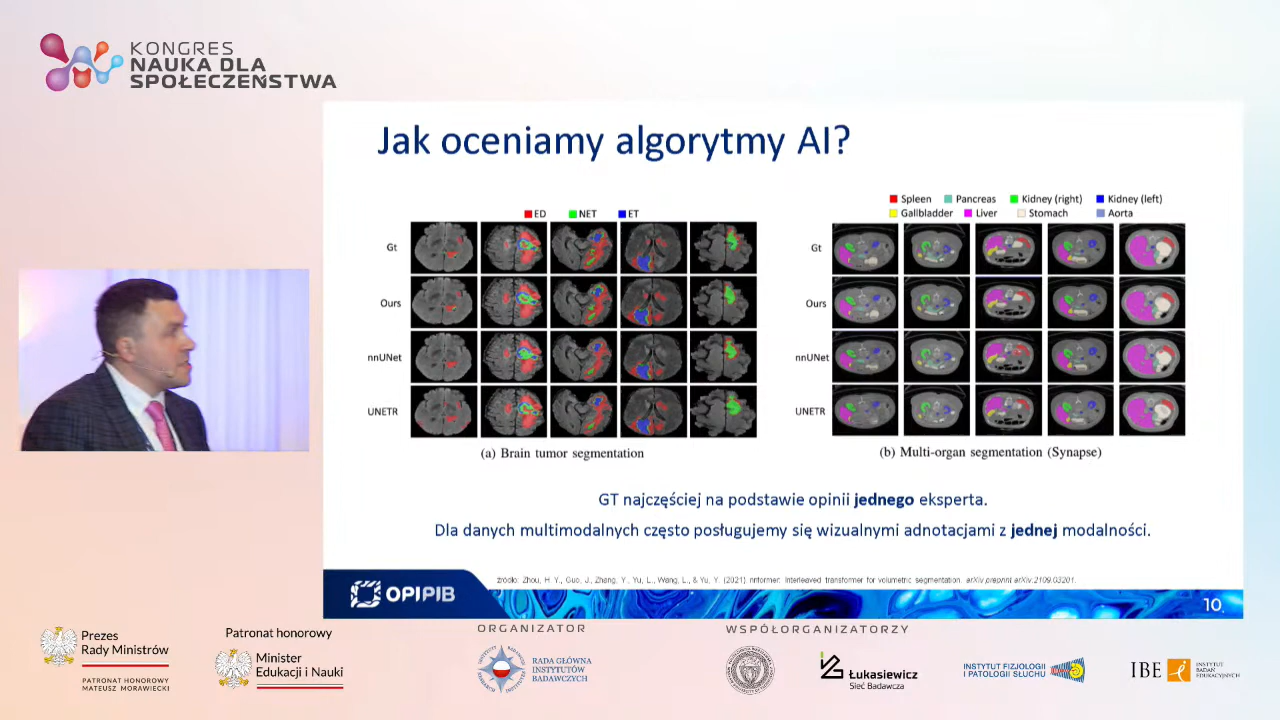 KONGRES
NAUKA DLA
SPOŁECZEŃSTWA
Jak oceniamy algorytmy AI?
ED NET ET
Gt
Ours
nnUNet
UNETR
(a) Brain tumor segmentation
Spleen Pancreas Kidney (right) Kidney (left)
Gallbladder Liver Stomach Aorta
Gt
Ours
nnUNet
UNETR
(b) Multi-organ segmentation (Synapse)
GT najczęściej na podstawie opinii jednego eksperta.
Dla danych multimodalnych często posługujemy się wizualnymi adnotacjami z jednej modalności.
źródło: Zhou, H. Y., Guo, J., Zhang, Y., Yu, L., Wang, L., & Yu, Y. (2021) nnformer: Interleaved transformer for volumetric segmentation. arXiv preprint arXiv:2109.03201.
OPIPIB
10
Prezes
Rady Ministrów
PATRONAT HONOROWY
MATEUSZ MORAWIECKI
Patronat honorowy
Minister
Edukacji i Nauki
ORGANIZATOR
RADA GŁÓWNA
INSTYTUTÓW
BADAWCZYCH
WSPÓŁORGANIZATORZY
Łukasiewicz
Sieć Badawcza
INSTYTUT FIZJOLOGII
I PATOLOGII SŁUCHU
IBE
INSTYTUT
BADAŃ
EDUKACYJNYCH